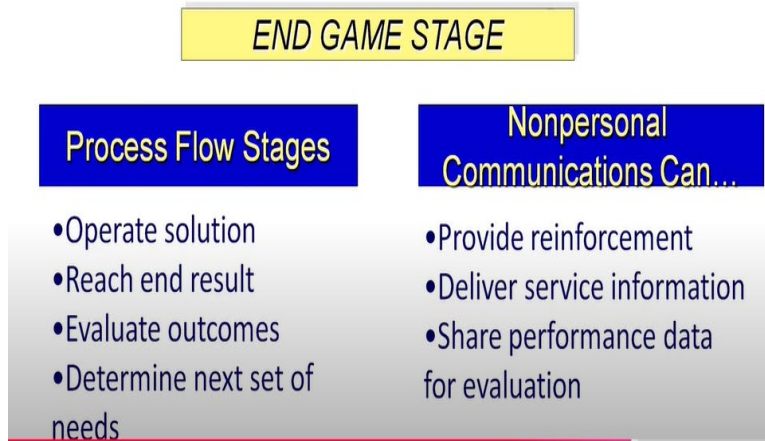 END GAME STAGE
Process Flow Stages
•Operate solution
•Reach end result
•Evaluate outcomes
•Determine next set of
needs
Nonpersonal
Communications Can…
•Provide reinforcement
•Deliver service information
•Share performance data
for evaluation